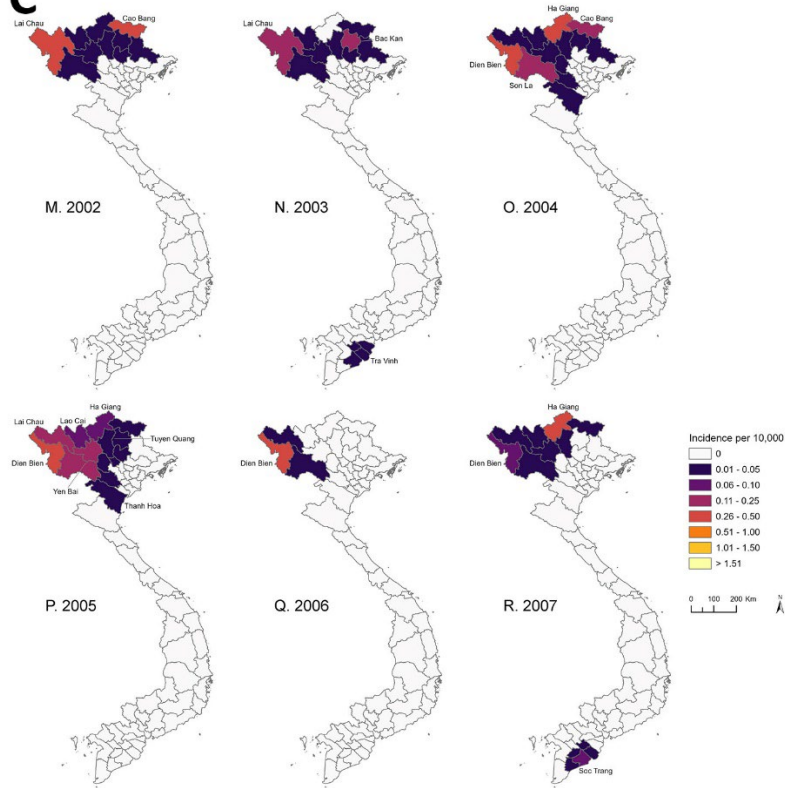 C
Lai Chau
Cao Bang
M. 2002
Lai Chau
Bac Kan
N. 2003
Tra Vinh
Ha Giang
Cao Bang
Dien Bien
Son La
O. 2004
Ha Giang
Lai Chau
Lao Cai
Tuyen Quang
Dien Bien
Yen Bai
Thanh Hoa
P. 2005
Dien Bien
Q. 2006
Ha Giang
Dien Bien
R. 2007
Soc Trang
Incidence per 10,000
0
0.01 - 0.05
0.06 - 0.10
0.11 - 0.25
0.26 - 0.50
0.51 - 1.00
1.01 - 1.50
> 1.51
0 100 200 Km
N